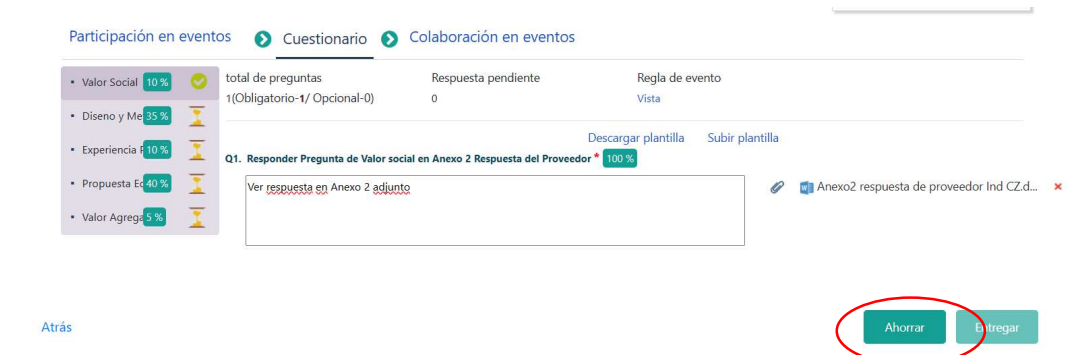 Participación en eventos Cuestionario Colaboración en eventos
• Valor Social 10 %
• Diseno y Me 35 %
• Experiencia 10 %
• Propuesta Ec 40 %
• Valor Agrega 5 %
total de preguntas Respuesta pendiente Regla de evento
1(Obligatorio-1/ Opcional-0) 0 Vista
Descargar plantilla Subir plantilla
Q1. Responder Pregunta de Valor social en Anexo 2 Respuesta del Proveedor * 100 %
Ver respuesta en Anexo 2 adjunto
Anexo2 respuesta de proveedor Ind CZ.d...
Atrás Ahorrar Entregar